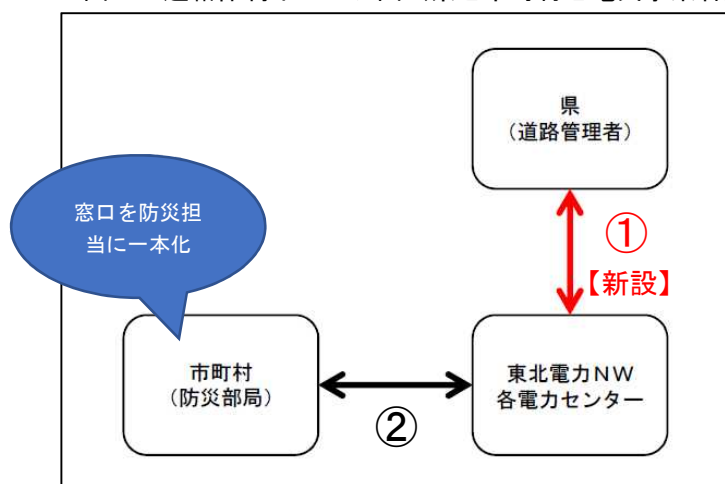 県
(道路管理者)
窓口を防災担
当に一本化
①
【新設】
市町村
(防災部局)
東北電力NW
各電力センター
②